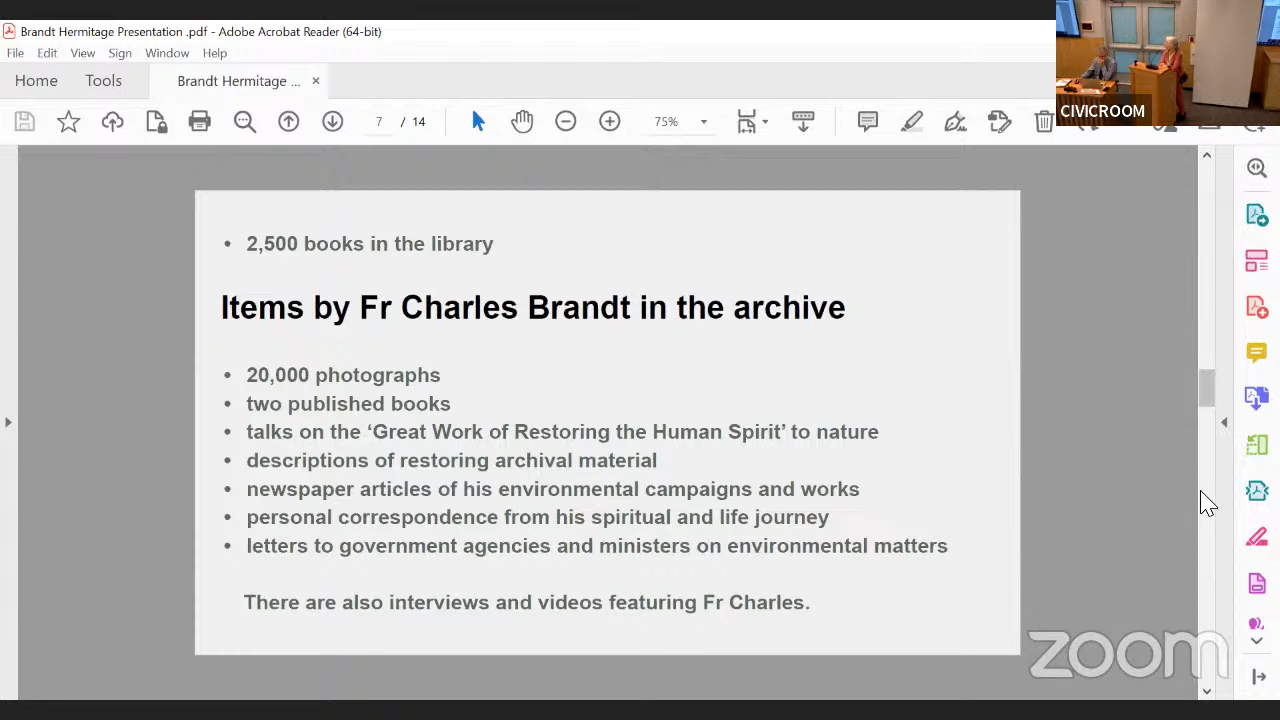 Brandt Hermitage Presentation .pdf - Adobe Acrobat Reader (64-bit)
File Edit View Sign Window Help
Home Tools Brandt Hermitage ... ×
7 / 14 75%
CIVICROOM
• 2,500 books in the library
Items by Fr Charles Brandt in the archive
• 20,000 photographs
• two published books
• talks on the ‘Great Work of Restoring the Human Spirit’ to nature
• descriptions of restoring archival material
• newspaper articles of his environmental campaigns and works
• personal correspondence from his spiritual and life journey
• letters to government agencies and ministers on environmental matters
There are also interviews and videos featuring Fr Charles.
zoom